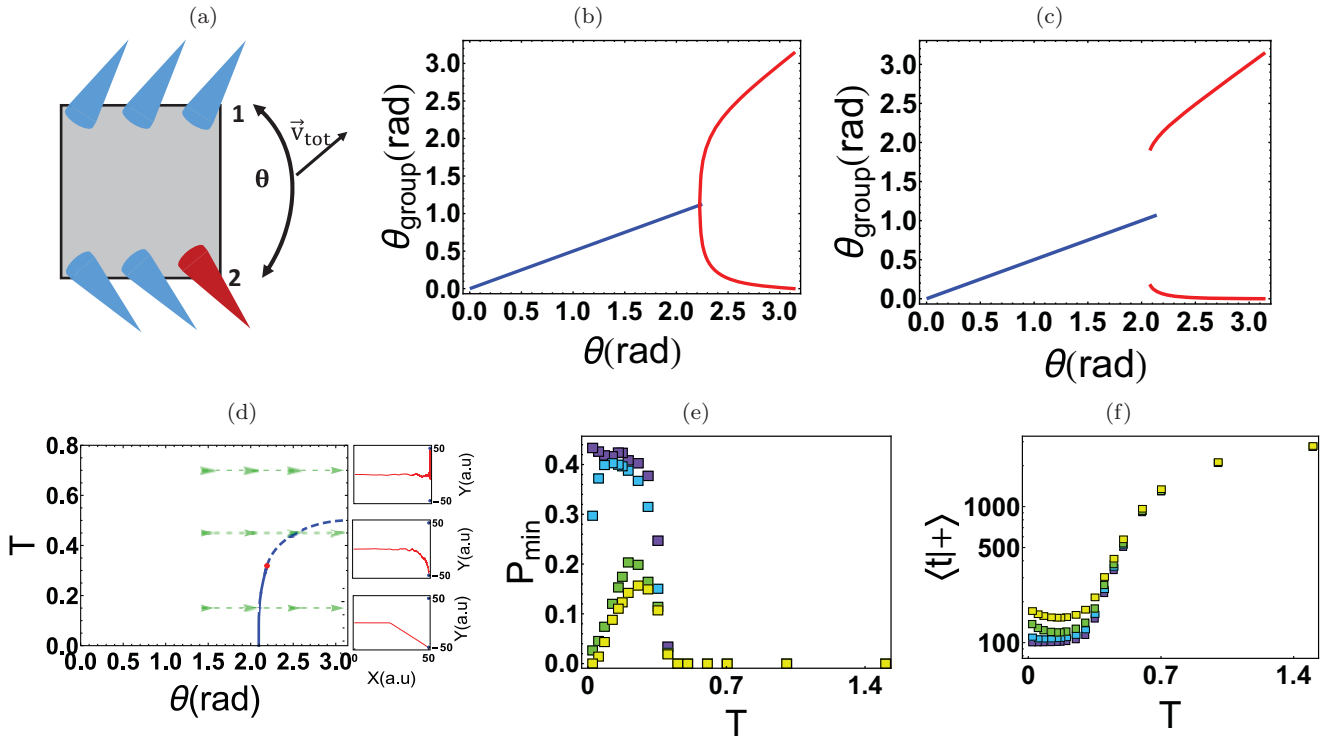 (a)
1
2
θ
v⃗tot
(b)
3.0
2.5
2.0
1.5
1.0
0.5
0.0
0.0 0.5 1.0 1.5 2.0 2.5 3.0
θgroup(rad)
θ(rad)
(c)
3.0
2.5
2.0
1.5
1.0
0.5
0.0
0.0 0.5 1.0 1.5 2.0 2.5 3.0
θgroup(rad)
θ(rad)
(d)
0.8
0.6
0.4
0.2
0.0
0.0 0.5 1.0 1.5 2.0 2.5 3.0
T
θ(rad)
50
Y(a.u)
-50
50
Y(a.u)
-50
50
Y(a.u)
-50
0 50
X(a.u)
(e)
0.4
0.3
0.2
0.1
0.0
0 0.7 1.4
Pmin
T
(f)
1000
500
100
0 0.7 1.4
⟨t|+⟩
T